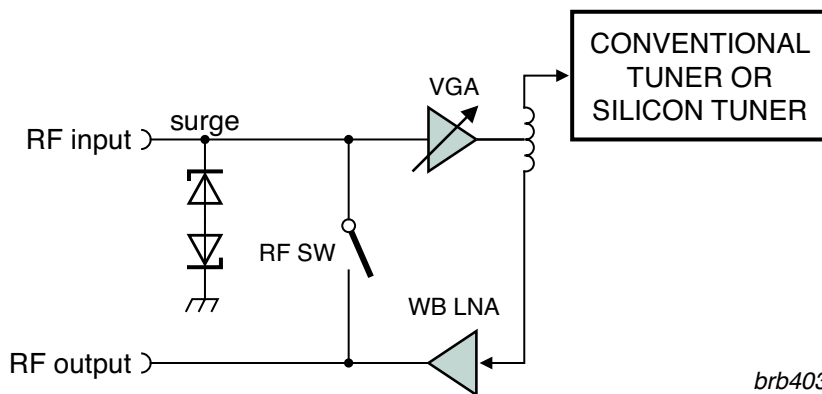 CONVENTIONAL
TUNER OR
SILICON TUNER
VGA
surge
RF input
RF SW
WB LNA
RF output
brb403